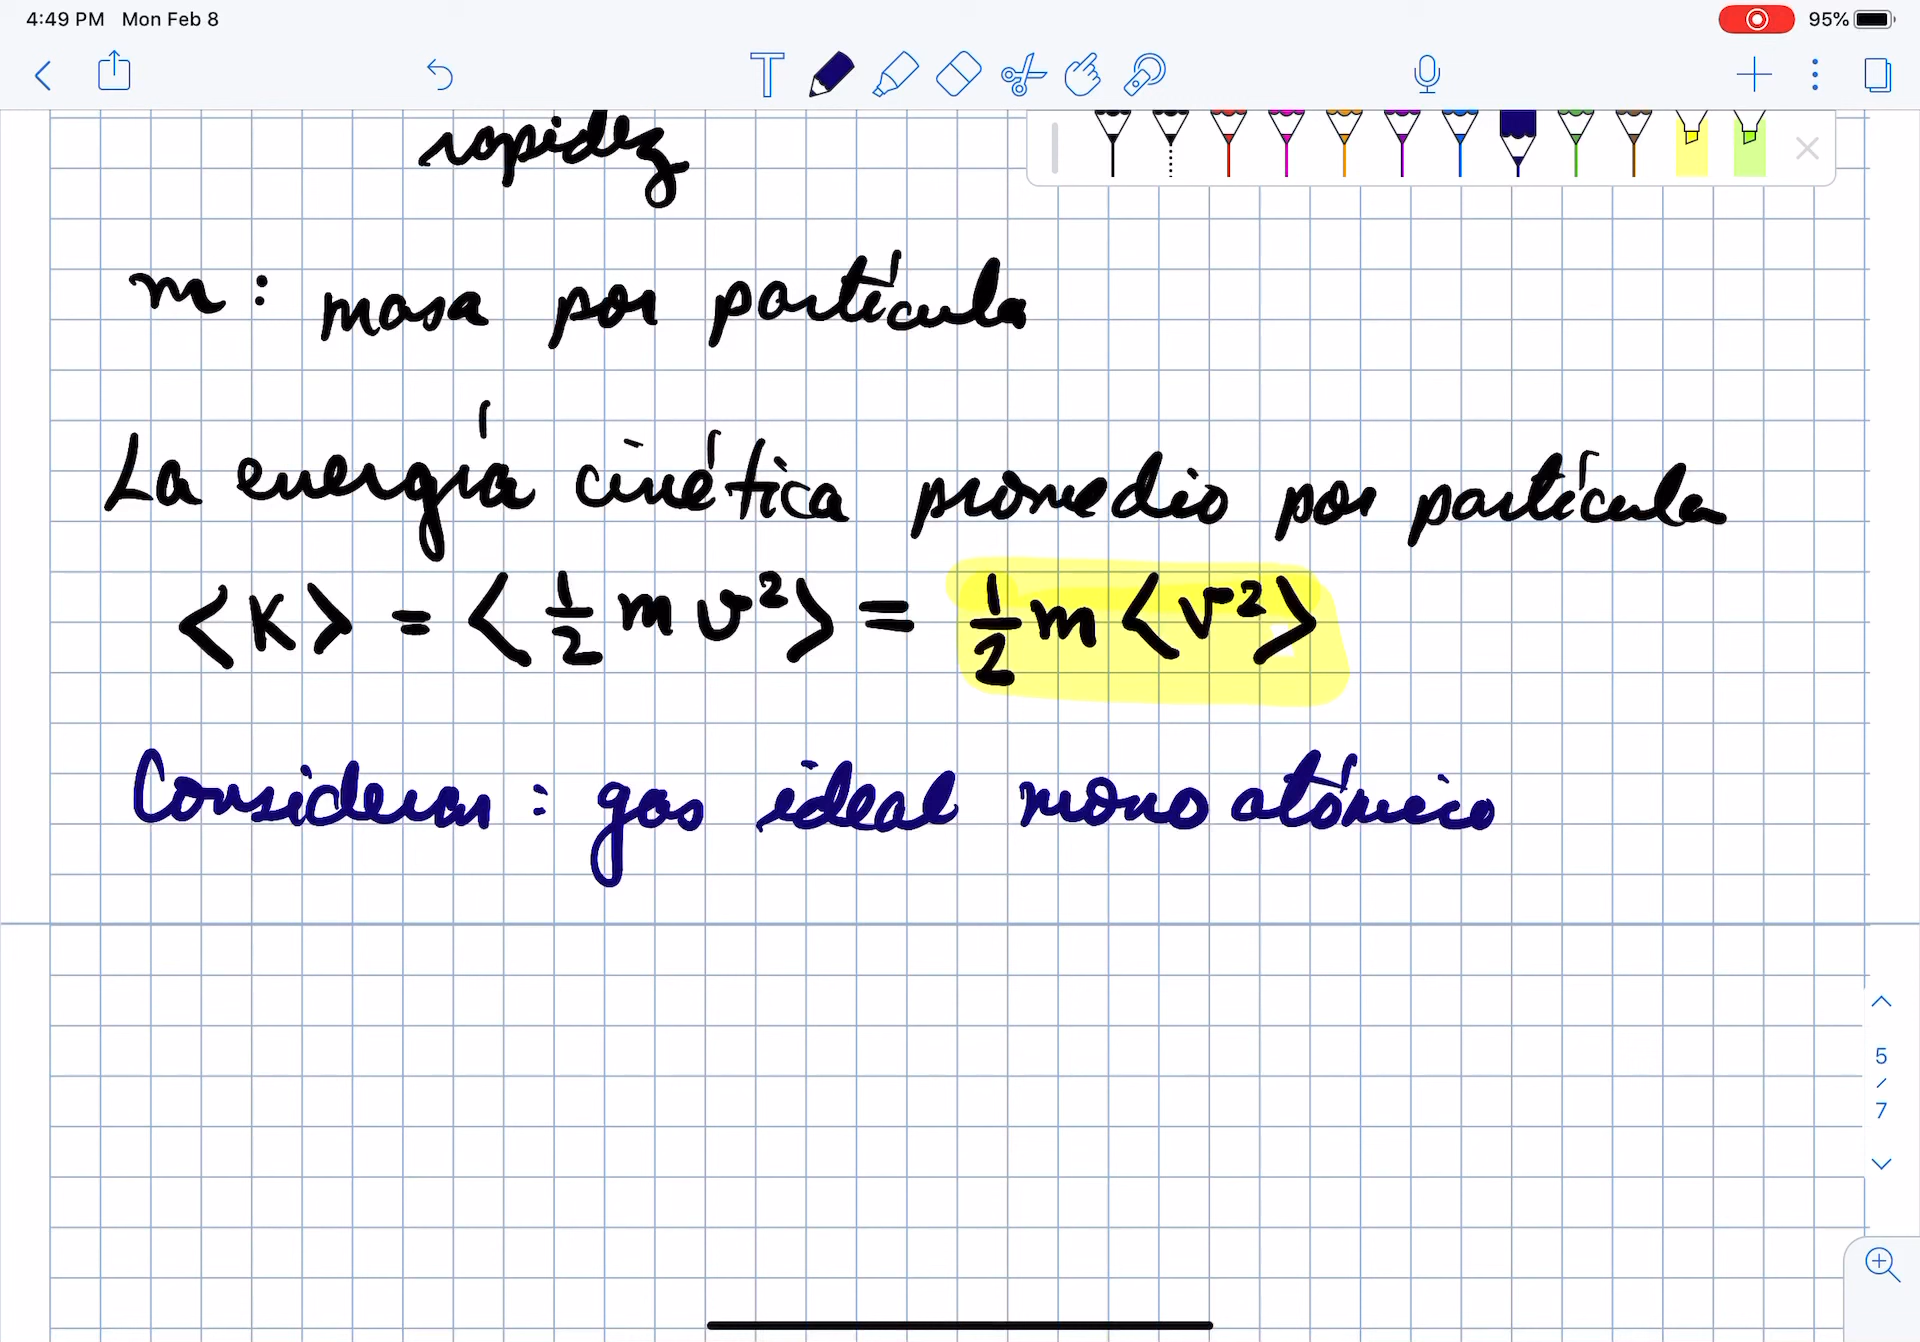 4:49 PM Mon Feb 8 95%
rapidez
m: masa por partícula
La energía cinética promedio por partícula
<K> = <1/2 m v²> = 1/2 m <v²>
Considerar: gas ideal monoatómico
5
/
7